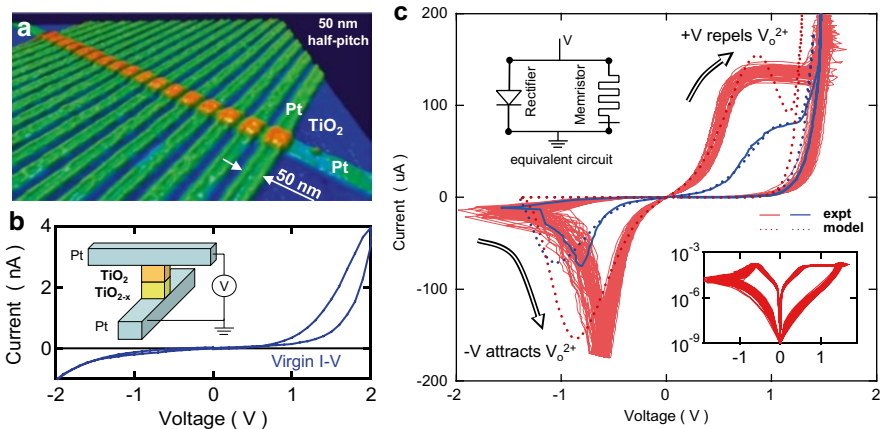 a
50 nm
half-pitch
Pt
TiO2
Pt
50 nm
b
Current ( nA )
4
2
0
Pt
TiO2
TiO2-x
Pt
V
Virgin I-V
-2
-1
0
1
2
Voltage ( V )
c
Current ( uA )
200
100
0
-100
-200
V
Rectifier
Memristor
equivalent circuit
+V repels Vo2+
expt
model
-V attracts Vo2+
10-3
10-6
10-9
-1
0
1
-2
-1
0
1
2
Voltage ( V )